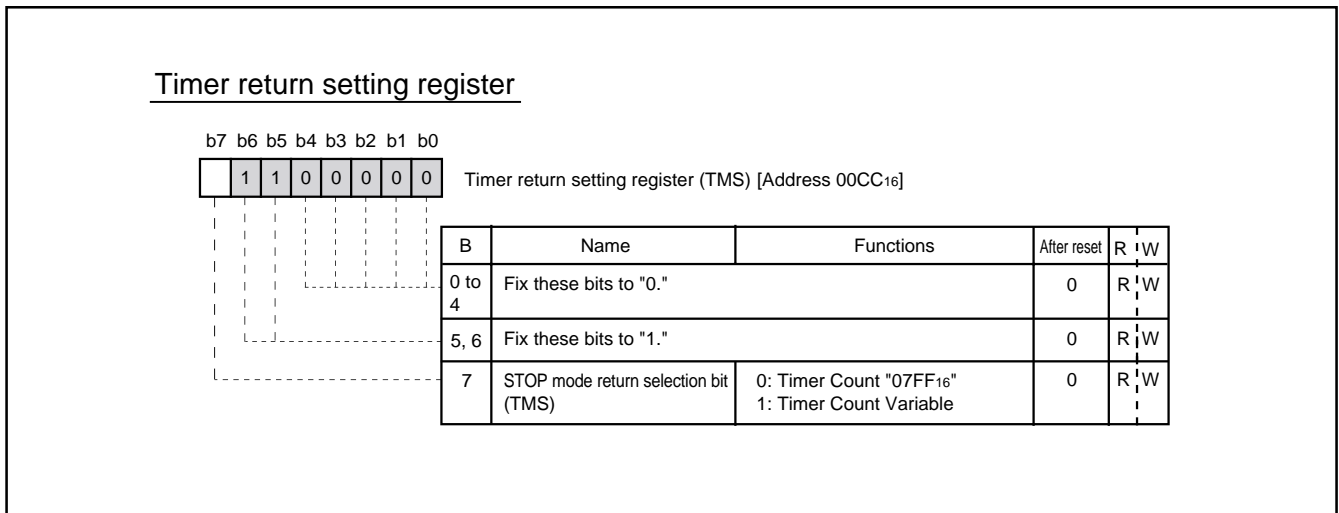 Timer return setting register
b7 b6 b5 b4 b3 b2 b1 b0
1 1 0 0 0 0 0 Timer return setting register (TMS) [Address 00CC16]
B Name Functions After reset R W
0 to 4 Fix these bits to "0." 0 R W
5, 6 Fix these bits to "1." 0 R W
7 STOP mode return selection bit (TMS) 0: Timer Count "07FF16" 0 R W
1: Timer Count Variable